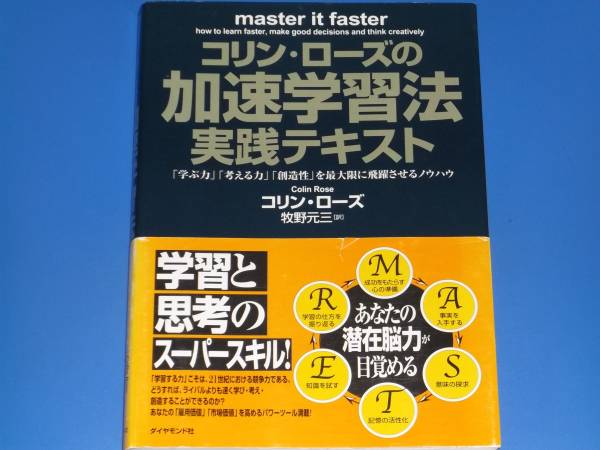 master it faster
how to learn faster, make good decisions and think creatively
コリン・ローズの
加速学習法
実践テキスト
「学ぶ力」「考える力」「創造性」を最大限に飛躍させるノウハウ
Colin Rose
コリン・ローズ
牧野元三[訳]
学習と
思考の
スーパースキル!
「学習する力」こそは、21世紀における競争力である。
どうすれば、ライバルよりも速く学び・考え・
創造することができるのか?
あなたの「雇用価値」「市場価値」を高めるパワーツール満載!
ダイヤモンド社
M
成功をもたらす
心の準備
A
事実を
入手する
S
意味の探求
T
記憶の活性化
E
知識を試す
R
学習の仕方を
振り返る
あなたの
潜在脳力が
目覚める